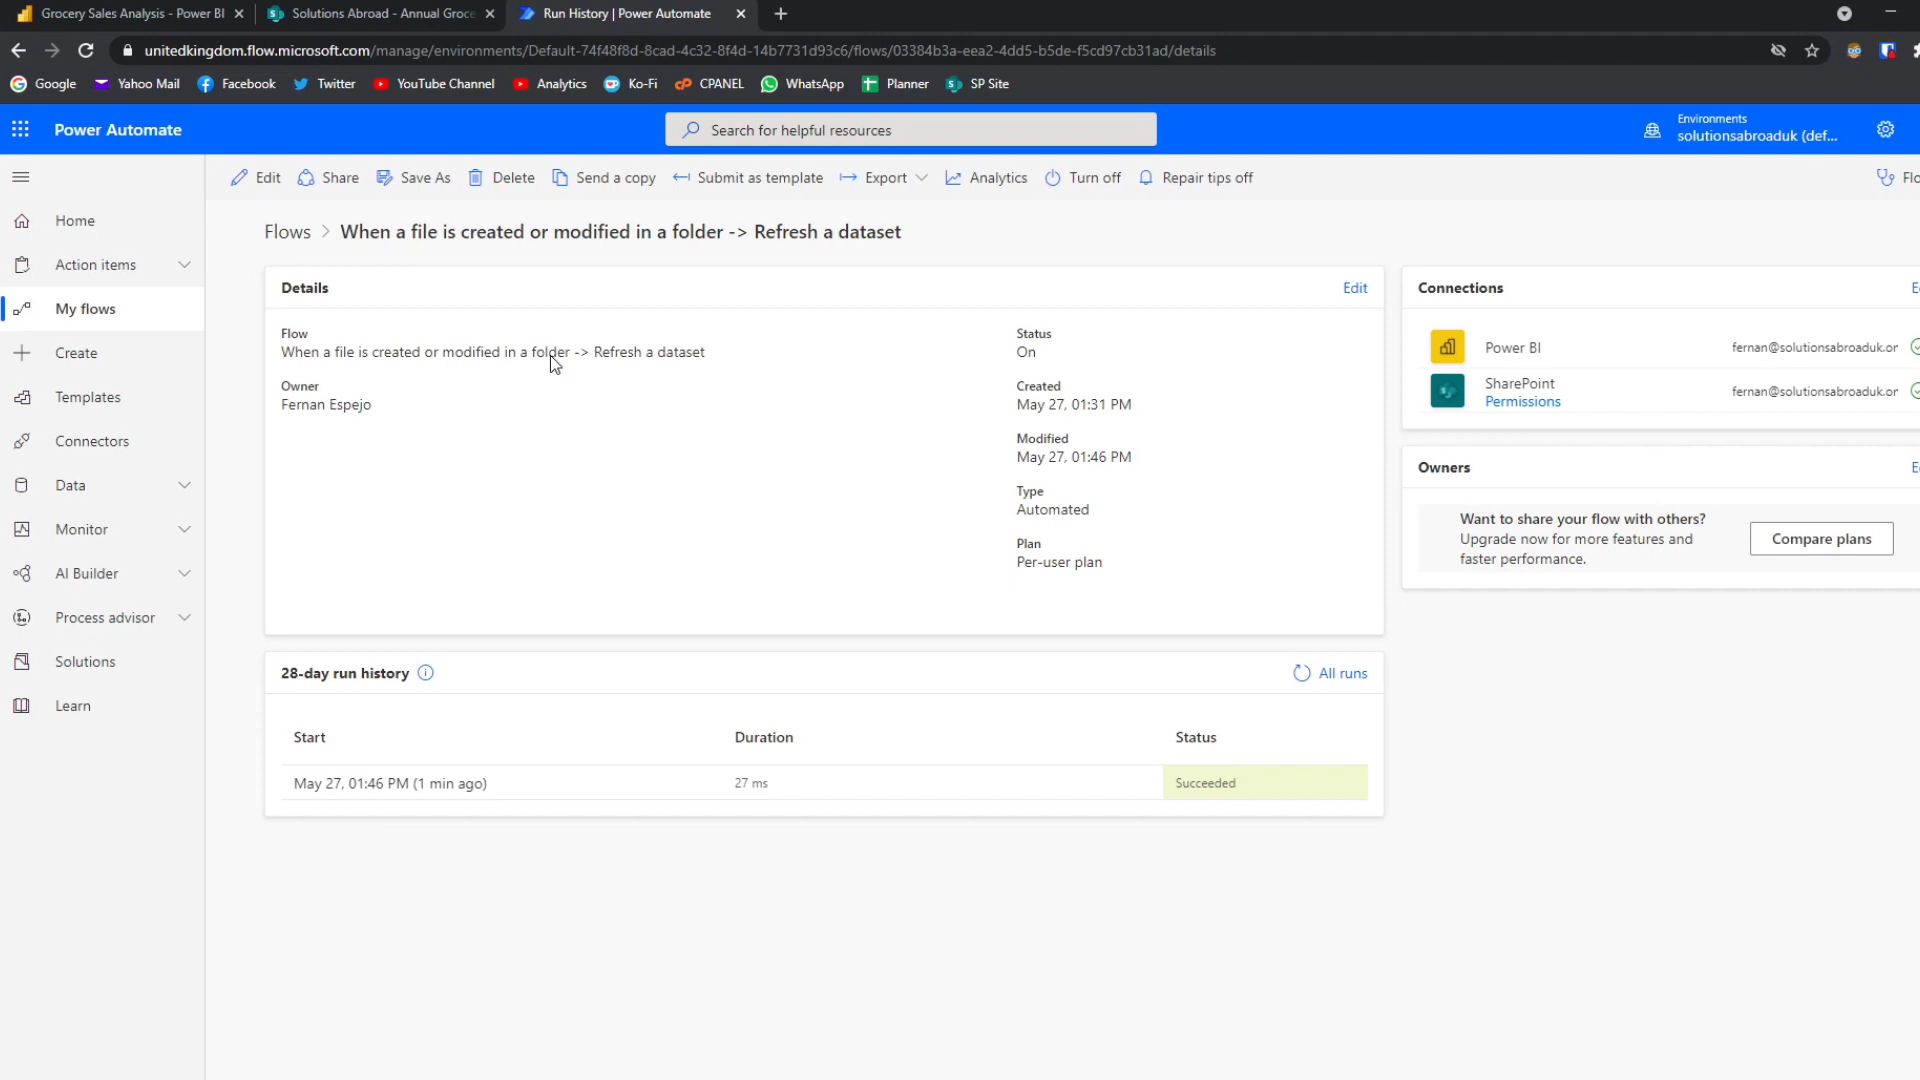 Grocery Sales Analysis - Power BI
Solutions Abroad - Annual Groce
Run History | Power Automate
unitedkingdom.flow.microsoft.com/manage/environments/Default-74f48f8d-8cad-4c32-8f4d-14b7731d93c6/flows/03384b3a-eea2-4dd5-b5de-f5cd97cb31ad/details
Google
Yahoo Mail
Facebook
Twitter
YouTube Channel
Analytics
Ko-Fi
CPANEL
WhatsApp
Planner
SP Site
Power Automate
Search for helpful resources
Environments
solutionsabroaduk (def...
Edit
Share
Save As
Delete
Send a copy
Submit as template
Export
Analytics
Turn off
Repair tips off
Flo
Home
Action items
My flows
Create
Templates
Connectors
Data
Monitor
AI Builder
Process advisor
Solutions
Learn
Flows > When a file is created or modified in a folder -> Refresh a dataset
Details
Edit
Flow
When a file is created or modified in a folder -> Refresh a dataset
Owner
Fernan Espejo
Status
On
Created
May 27, 01:31 PM
Modified
May 27, 01:46 PM
Type
Automated
Plan
Per-user plan
Connections
Power BI
fernan@solutionsabroaduk.or
SharePoint
Permissions
fernan@solutionsabroaduk.or
Owners
Want to share your flow with others?
Upgrade now for more features and
faster performance.
Compare plans
28-day run history
All runs
Start
Duration
Status
May 27, 01:46 PM (1 min ago)
27 ms
Succeeded